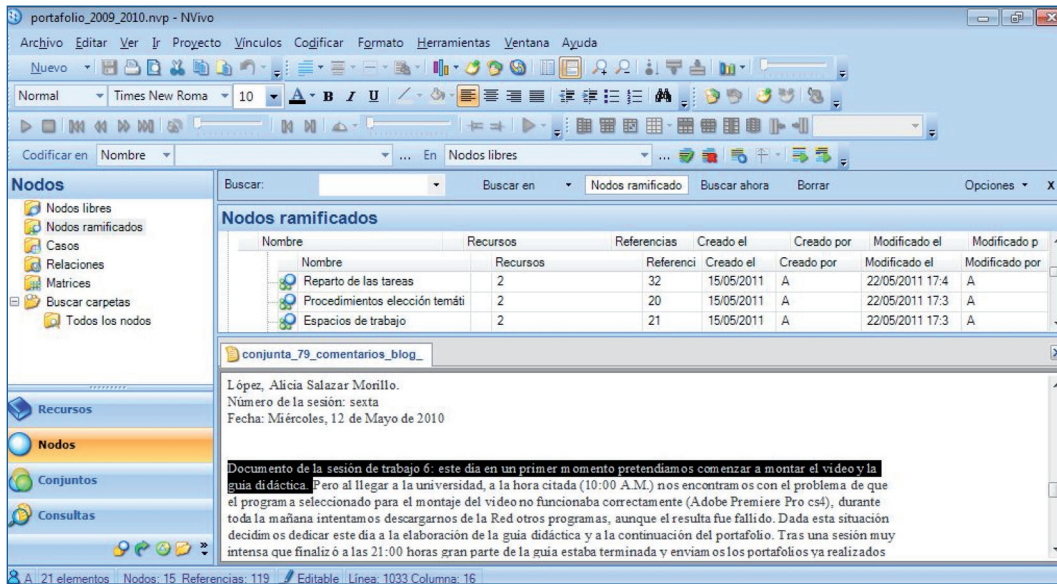 portafolio_2009_2010.nvp - NVivo
Archivo Editar Ver Ir Proyecto Vínculos Codificar Formato Herramientas Ventana Ayuda
Nuevo
Normal Times New Roma 10 A B I U
Codificar en Nombre ... En Nodos libres ...
Nodos
Nodos libres
Nodos ramificados
Casos
Relaciones
Matrices
Buscar carpetas
Todos los nodos
Recursos
Nodos
Conjuntos
Consultas
Buscar: Buscar en Nodos ramificado Buscar ahora Borrar Opciones X
Nodos ramificados
Nombre Recursos Referencias Creado el Creado por Modificado el Modificado p
Nombre Recursos Referenci Creado el Creado por Modificado el Modificado por
Reparto de las tareas 2 32 15/05/2011 A 22/05/2011 17:4 A
Procedimientos elección temáti 2 20 15/05/2011 A 22/05/2011 17:3 A
Espacios de trabajo 2 21 15/05/2011 A 22/05/2011 17:3 A
conjunta_79_comentarios_blog_
López, Alicia Salazar Morillo.
Número de la sesión: sexta
Fecha: Miércoles, 12 de Mayo de 2010
Documento de la sesión de trabajo 6: este día en un primer momento pretendíamos comenzar a montar el video y la
guía didáctica. Pero al llegar a la universidad, a la hora citada (10:00 A.M.) nos encontramos con el problema de que
el programa seleccionado para el montaje del video no funcionaba correctamente (Adobe Premiere Pro cs4), durante
toda la mañana intentamos descargarnos de la Red otros programas, aunque el resulta fue fallido. Dada esta situación
decidimos dedicar este día a la elaboración de la guía didáctica y a la continuación del portafolio. Tras una sesión muy
intensa que finalizó a las 21:00 horas gran parte de la guía estaba terminada y enviamos los portafolios ya realizados
A 21 elementos Nodos: 15 Referencias: 119 Editable Línea: 1033 Columna: 16